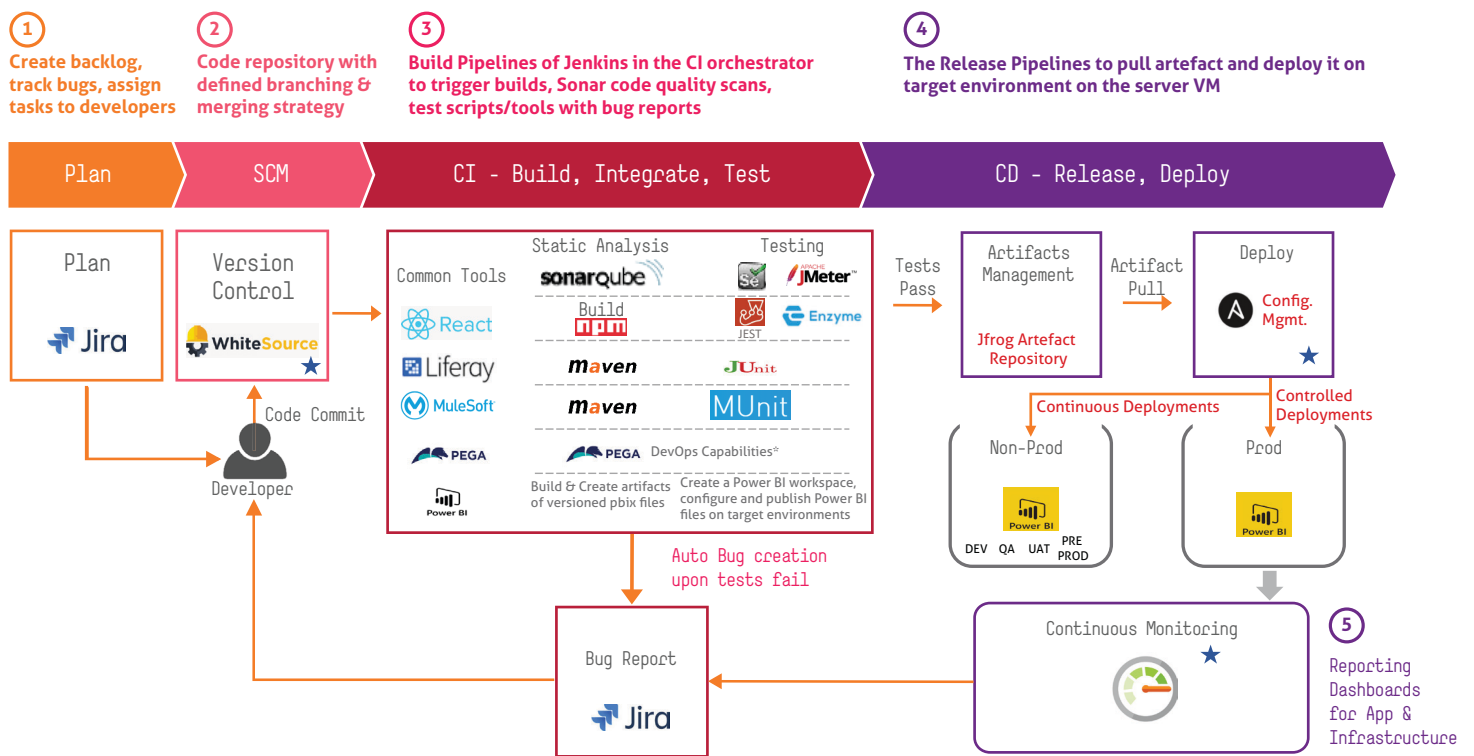 1
Create backlog,
track bugs, assign
tasks to developers
2
Code repository with
defined branching &
merging strategy
3
Build Pipelines of Jenkins in the CI orchestrator
to trigger builds, Sonar code quality scans,
test scripts/tools with bug reports
4
The Release Pipelines to pull artefact and deploy it on
target environment on the server VM
Plan
SCM
CI - Build, Integrate, Test
CD - Release, Deploy
Plan
Jira
Version
Control
WhiteSource
Code Commit
Developer
Common Tools
Static Analysis
Testing
sonarqube
Se
APACHE
JMeter™
React
Build
npm
JEST
Enzyme
Liferay
maven
JUnit
MuleSoft
maven
MUnit
PEGA
PEGA
DevOps Capabilities*
Power BI
Build & Create artifacts
of versioned pbix files
Create a Power BI workspace,
configure and publish Power BI
files on target environments
Tests
Pass
Artifacts
Management
Jfrog Artefact
Repository
Artifact
Pull
Deploy
A
Config.
Mgmt.
Continuous Deployments
Controlled
Deployments
Non-Prod
Power BI
DEV QA UAT PRE
PROD
Prod
Power BI
Auto Bug creation
upon tests fail
Bug Report
Jira
Continuous Monitoring
5
Reporting
Dashboards
for App &
Infrastructure